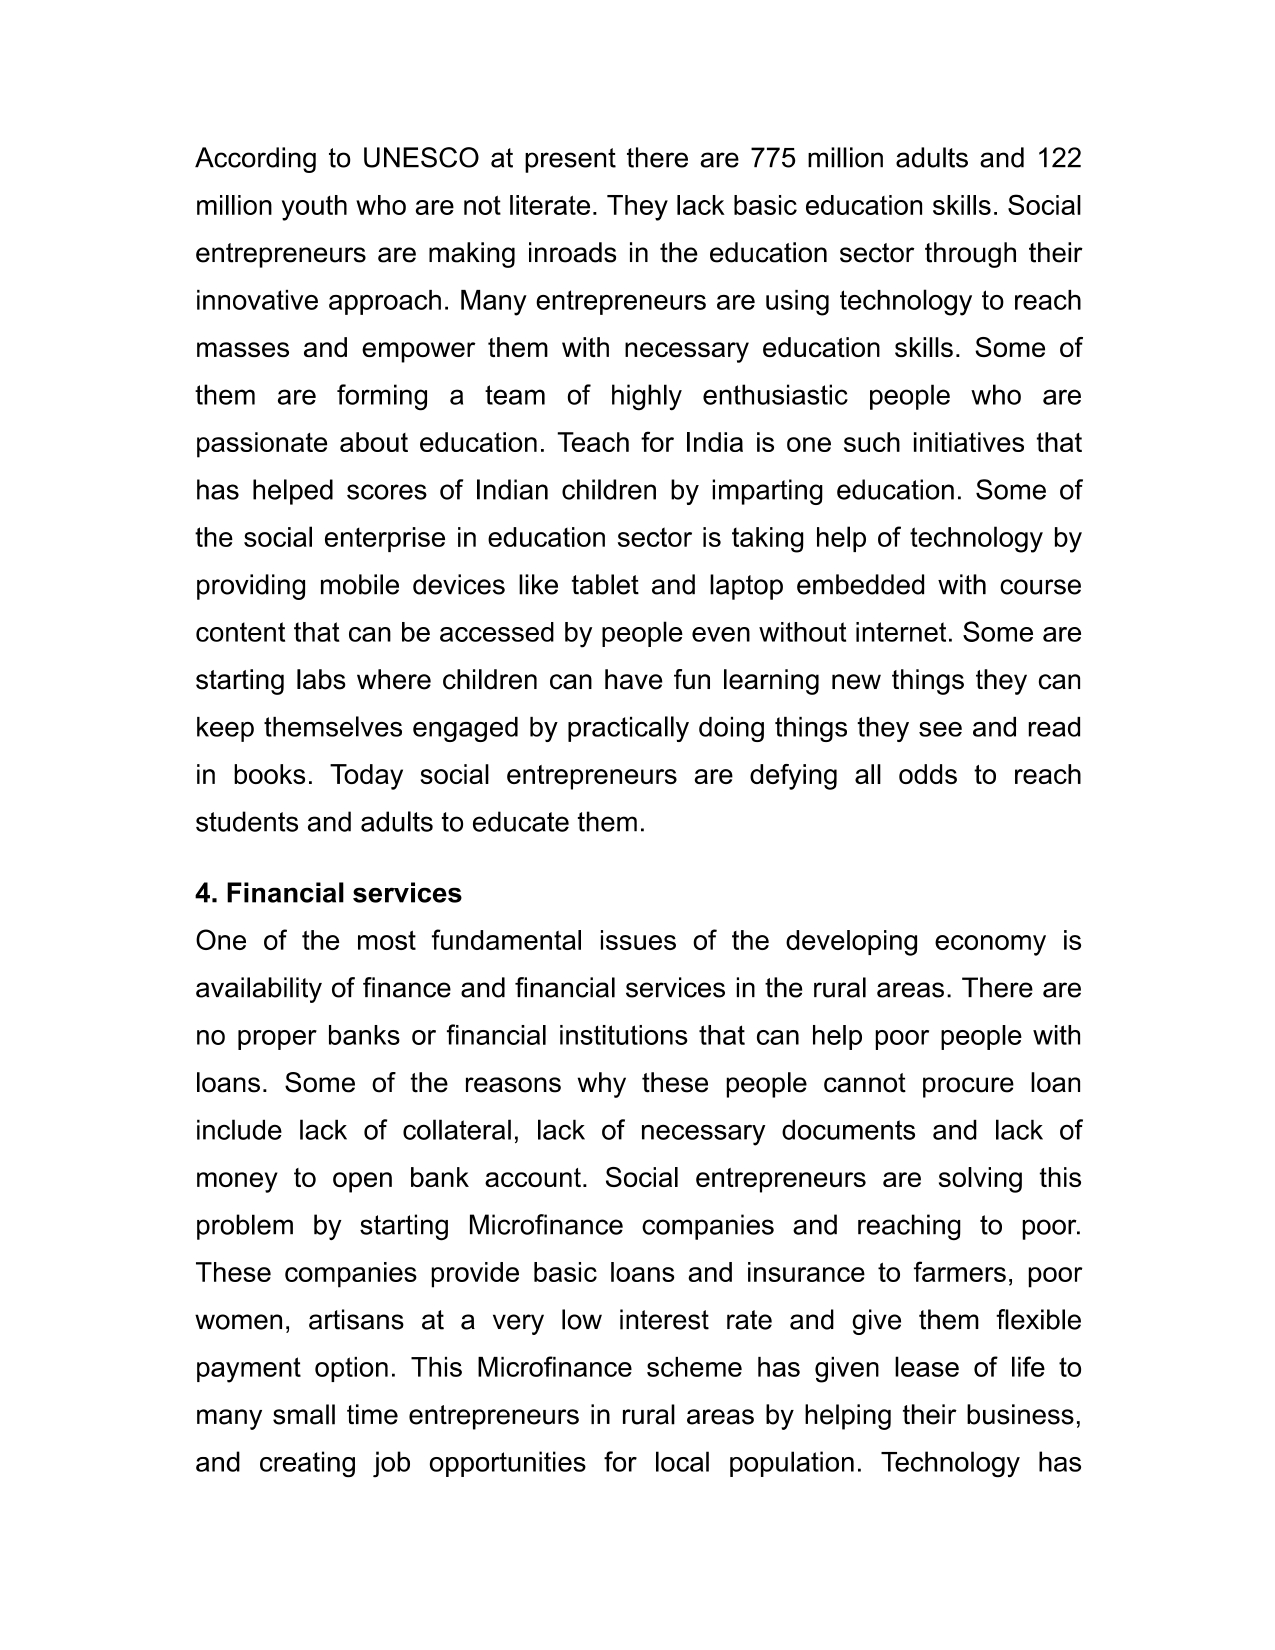 According to UNESCO at present there are 775 million adults and 122
million youth who are not literate. They lack basic education skills. Social
entrepreneurs are making inroads in the education sector through their
innovative approach. Many entrepreneurs are using technology to reach
masses and empower them with necessary education skills. Some of
them are forming a team of highly enthusiastic people who are
passionate about education. Teach for India is one such initiatives that
has helped scores of Indian children by imparting education. Some of
the social enterprise in education sector is taking help of technology by
providing mobile devices like tablet and laptop embedded with course
content that can be accessed by people even without internet. Some are
starting labs where children can have fun learning new things they can
keep themselves engaged by practically doing things they see and read
in books. Today social entrepreneurs are defying all odds to reach
students and adults to educate them.
4. Financial services
One of the most fundamental issues of the developing economy is
availability of finance and financial services in the rural areas. There are
no proper banks or financial institutions that can help poor people with
loans. Some of the reasons why these people cannot procure loan
include lack of collateral, lack of necessary documents and lack of
money to open bank account. Social entrepreneurs are solving this
problem by starting Microfinance companies and reaching to poor.
These companies provide basic loans and insurance to farmers, poor
women, artisans at a very low interest rate and give them flexible
payment option. This Microfinance scheme has given lease of life to
many small time entrepreneurs in rural areas by helping their business,
and creating job opportunities for local population. Technology has